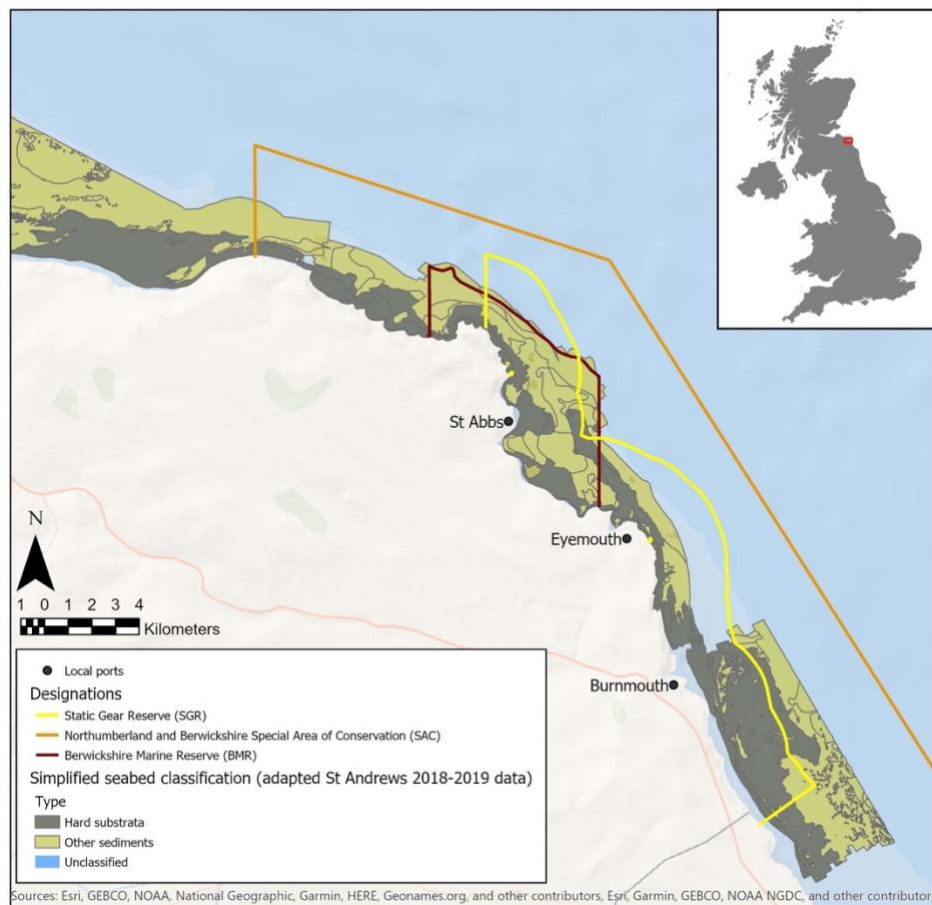 St Abbs
Eyemouth
Burnmouth
N
1 0 1 2 3 4
Kilometers
Local ports
Designations
Static Gear Reserve (SGR)
Northumberland and Berwickshire Special Area of Conservation (SAC)
Berwickshire Marine Reserve (BMR)
Simplified seabed classification (adapted St Andrews 2018-2019 data)
Type
Hard substrata
Other sediments
Unclassified
Sources: Esri, GEBCO, NOAA, National Geographic, Garmin, HERE, Geonames.org, and other contributors, Esri, Garmin, GEBCO, NOAA NGDC, and other contributor